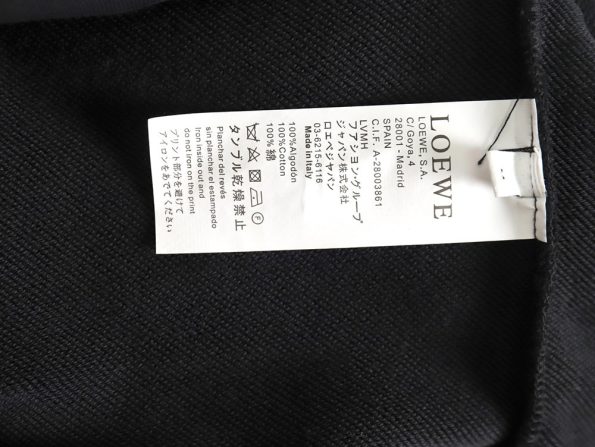 LOEWE
LOEWE, S.A.
C/ Goya, 4
28001 - Madrid
SPAIN
C.I.F. A-28003861
LVMH
ファション・グループ
ジャパン株式会社
ロエベジャパン
03-6215-6116
Made in Italy
100%Algodón
100%Cotton
100%綿
タンブル乾燥禁止
Planchar del revés
sin planchar el estampado
Iron inside out and
do not iron on the print
プリント部分を避けて
アイロンをあてください